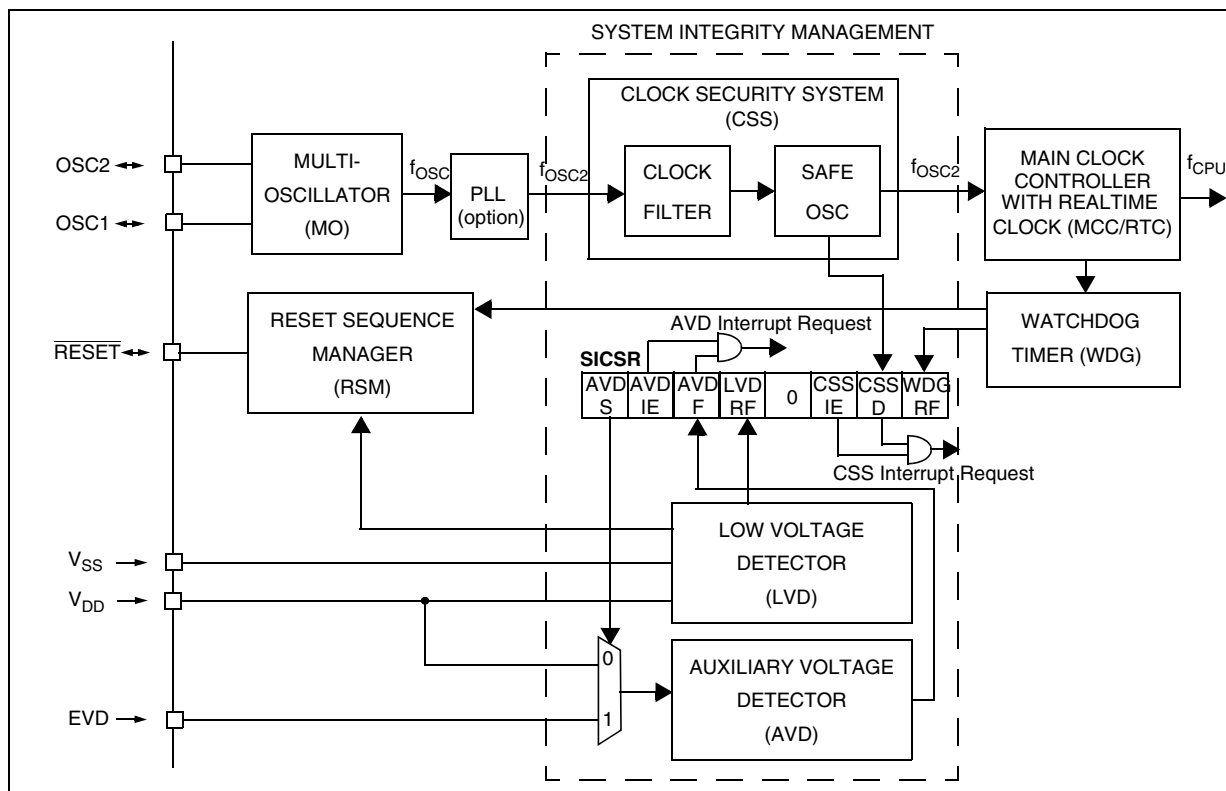 SYSTEM INTEGRITY MANAGEMENT
CLOCK SECURITY SYSTEM
(CSS)
OSC2
OSC1
MULTI-
OSCILLATOR
(MO)
fOSC
PLL
(option)
fOSC2
CLOCK
FILTER
SAFE
OSC
fOSC2
MAIN CLOCK
CONTROLLER
WITH REALTIME
CLOCK (MCC/RTC)
fCPU
RESET
RESET SEQUENCE
MANAGER
(RSM)
AVD Interrupt Request
WATCHDOG
TIMER (WDG)
SICSR
AVD S
AVD IE
AVD F
LVD RF
0
CSS IE
CSS D
WDG RF
CSS Interrupt Request
VSS
VDD
LOW VOLTAGE
DETECTOR
(LVD)
0
1
EVD
AUXILIARY VOLTAGE
DETECTOR
(AVD)